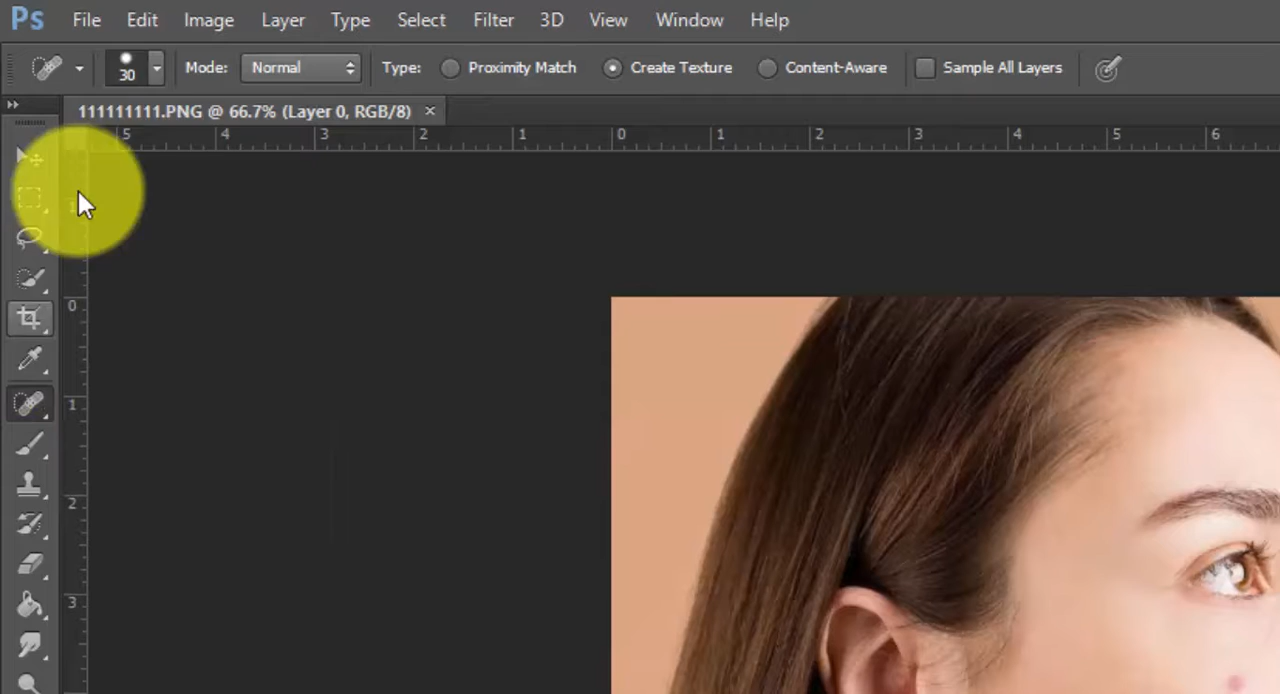 Ps File Edit Image Layer Type Select Filter 3D View Window Help
30 Mode: Normal Type: Proximity Match Create Texture Content-Aware Sample All Layers
111111111.PNG @ 66.7% (Layer 0, RGB/8) ×
5 4 3 2 1 0 1 2 3 4 5 6
0
1
2
3